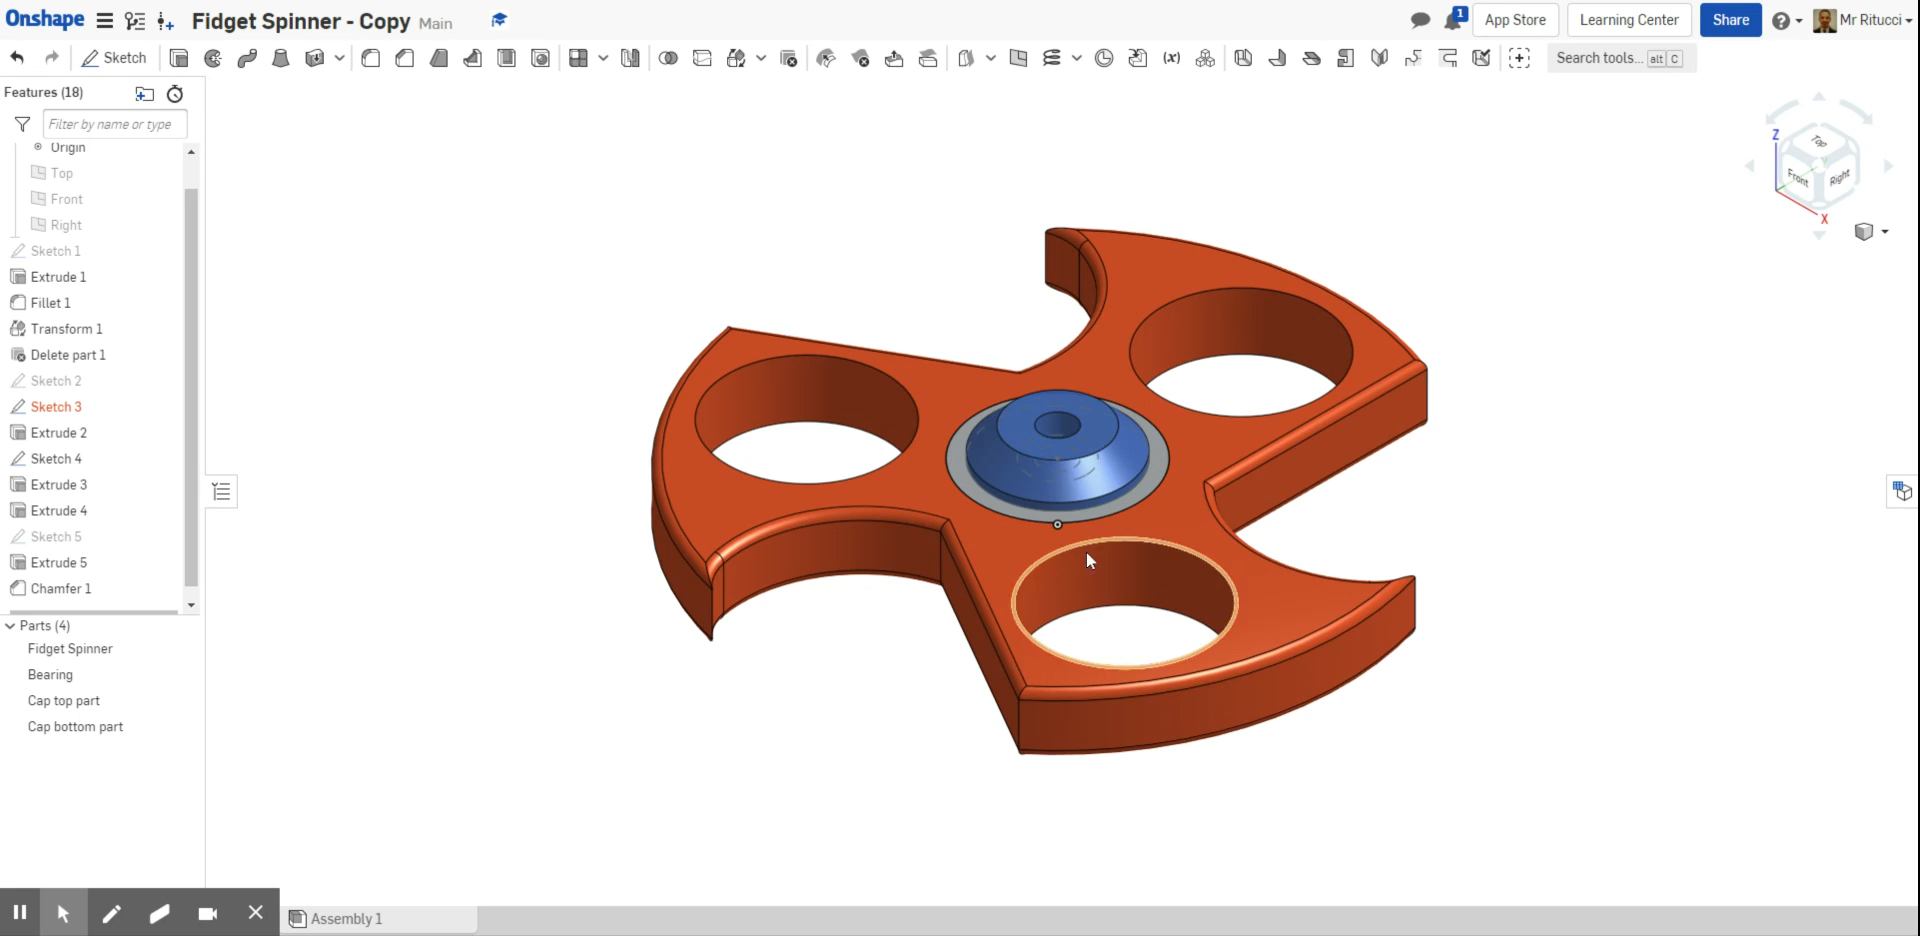 Onshape
Fidget Spinner - Copy Main
1
App Store
Learning Center
Share
Mr Ritucci
Sketch
(x)
Search tools... alt C
Features (18)
Filter by name or type
Origin
Top
Front
Right
Sketch 1
Extrude 1
Fillet 1
Transform 1
Delete part 1
Sketch 2
Sketch 3
Extrude 2
Sketch 4
Extrude 3
Extrude 4
Sketch 5
Extrude 5
Chamfer 1
Parts (4)
Fidget Spinner
Bearing
Cap top part
Cap bottom part
Z
Top
Front
Right
X
Assembly 1